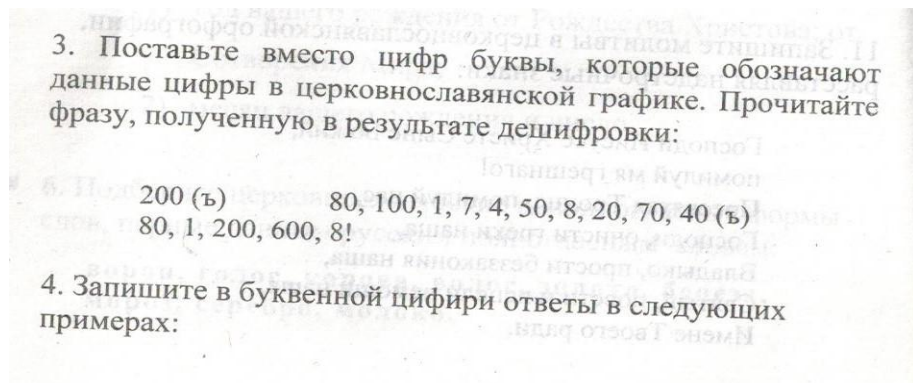 3. Поставьте вместо цифр буквы, которые обозначают
данные цифры в церковнославянской графике. Прочитайте
фразу, полученную в результате дешифровки:
200 (ъ) 80, 100, 1, 7, 4, 50, 8, 20, 70, 40 (ъ)
80, 1, 200, 600, 8!
4. Запишите в буквенной цифири ответы в следующих
примерах: